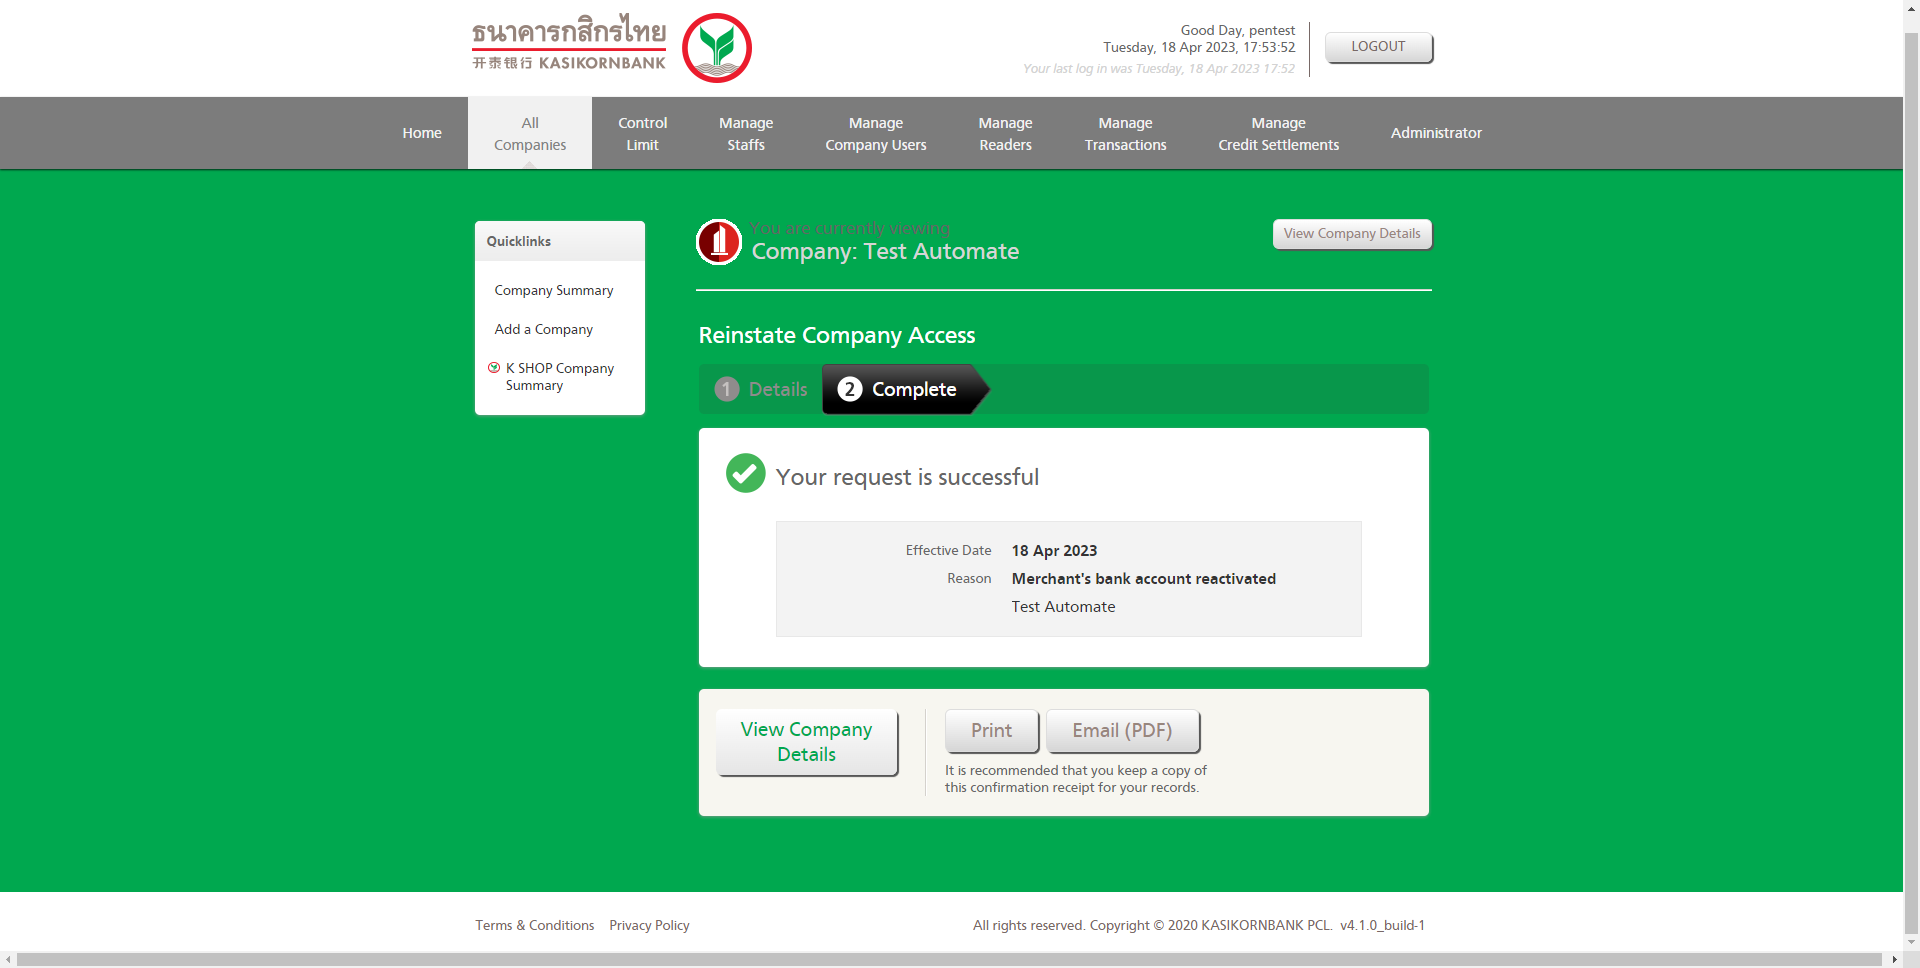 ธนาคารกสิกรไทย
开泰银行 KASIKORNBANK
Good Day, pentest
Tuesday, 18 Apr 2023, 17:53:52
Your last log in was Tuesday, 18 Apr 2023 17:52
LOGOUT
Home
All
Companies
Control
Limit
Manage
Staffs
Manage
Company Users
Manage
Readers
Manage
Transactions
Manage
Credit Settlements
Administrator
Quicklinks
Company Summary
Add a Company
K SHOP Company
Summary
You are currently viewing
Company: Test Automate
View Company Details
Reinstate Company Access
1 Details
2 Complete
Your request is successful
Effective Date 18 Apr 2023
Reason Merchant's bank account reactivated
Test Automate
View Company
Details
Print
Email (PDF)
It is recommended that you keep a copy of
this confirmation receipt for your records.
Terms & Conditions Privacy Policy
All rights reserved. Copyright © 2020 KASIKORNBANK PCL. v4.1.0_build-1